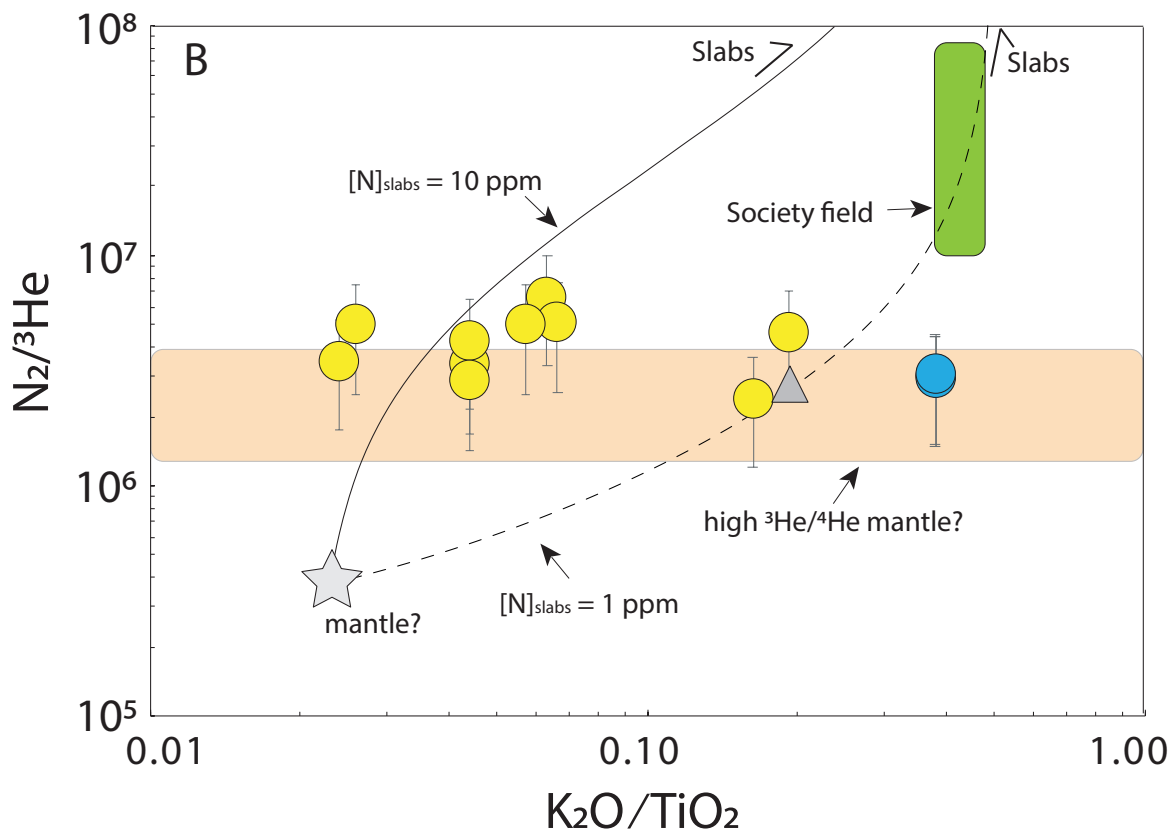 B
10⁸
10⁷
10⁶
10⁵
N₂/³He
Slabs
Slabs
[N]slabs = 10 ppm
Society field
high ³He/⁴He mantle?
[N]slabs = 1 ppm
mantle?
0.01
0.10
1.00
K₂O/TiO₂